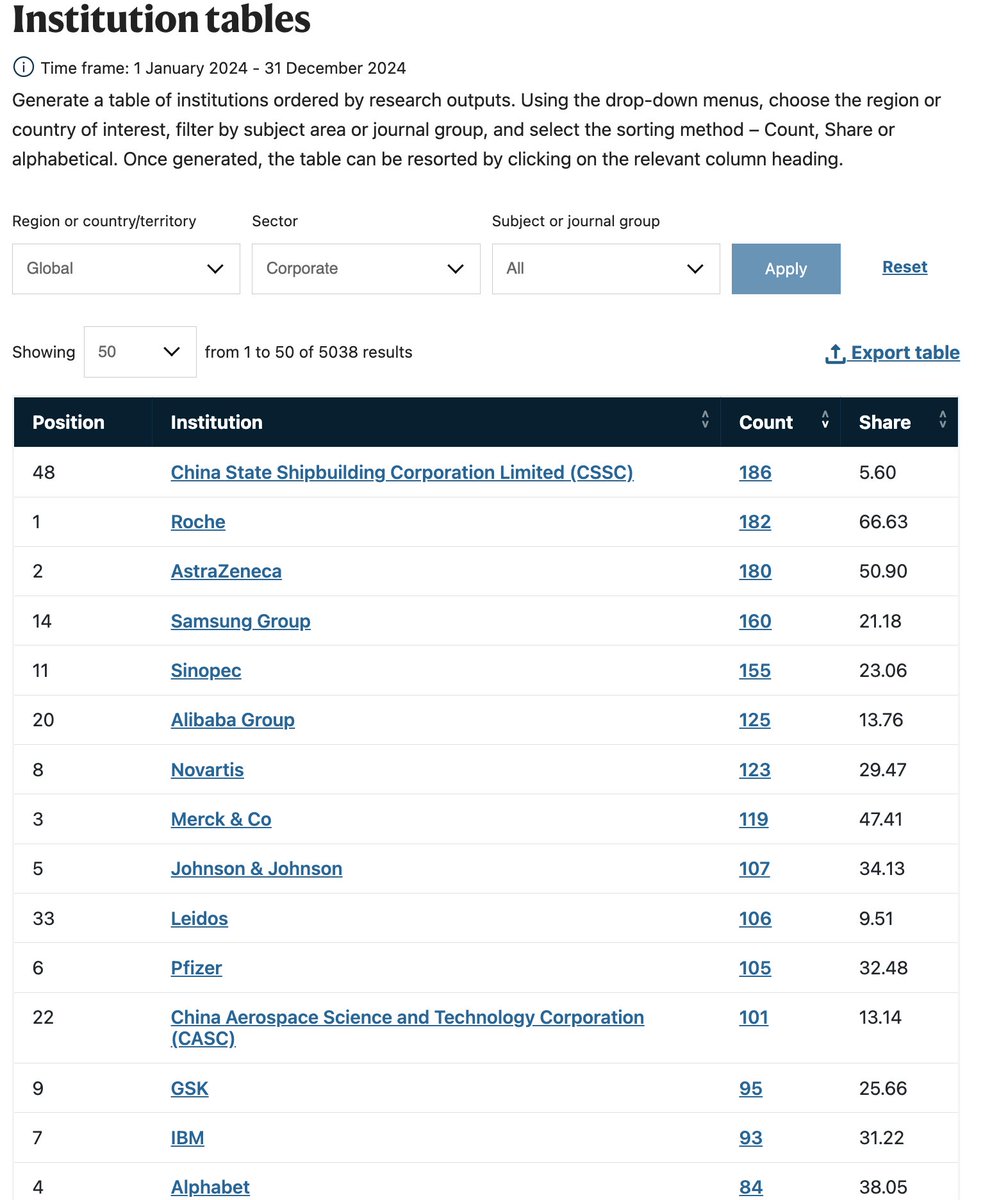 Institution tables
Time frame: 1 January 2024 - 31 December 2024
Generate a table of institutions ordered by research outputs. Using the drop-down menus, choose the region or
country of interest, filter by subject area or journal group, and select the sorting method – Count, Share or
alphabetical. Once generated, the table can be resorted by clicking on the relevant column heading.
Region or country/territory Sector Subject or journal group
Global Corporate All Apply Reset
Showing 50 from 1 to 50 of 5038 results Export table
Position Institution Count Share
48 China State Shipbuilding Corporation Limited (CSSC) 186 5.60
1 Roche 182 66.63
2 AstraZeneca 180 50.90
14 Samsung Group 160 21.18
11 Sinopec 155 23.06
20 Alibaba Group 125 13.76
8 Novartis 123 29.47
3 Merck & Co 119 47.41
5 Johnson & Johnson 107 34.13
33 Leidos 106 9.51
6 Pfizer 105 32.48
22 China Aerospace Science and Technology Corporation 101 13.14
(CASC)
9 GSK 95 25.66
7 IBM 93 31.22
4 Alphabet 84 38.05